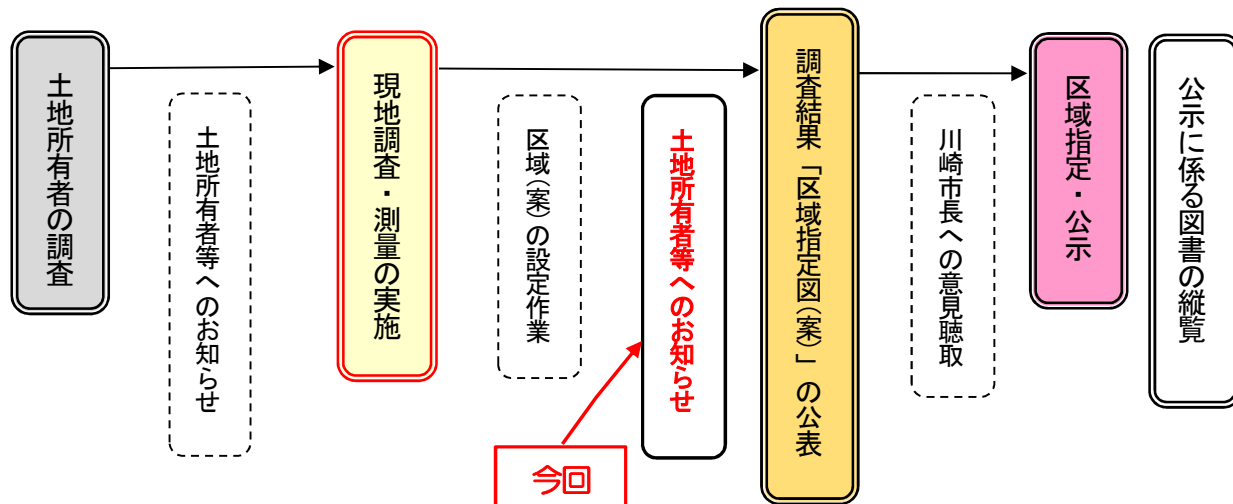 土地所有者の調査
土地所有者等へのお知らせ
現地調査・測量の実施
区域（案）の設定作業
土地所有者等へのお知らせ
今回
調査結果「区域指定図（案）」の公表
川崎市長への意見聴取
区域指定・公示
公示に係る図書の縦覧